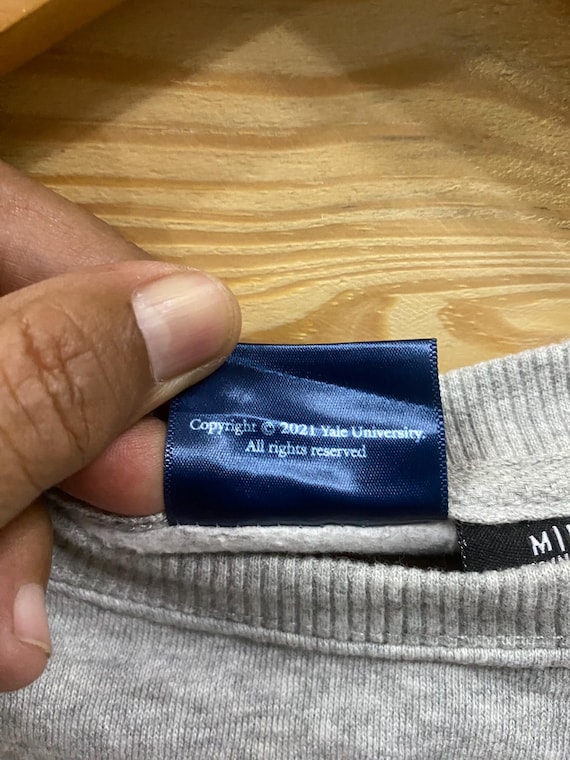 Copyright © 2021 Yale University.
All rights reserved